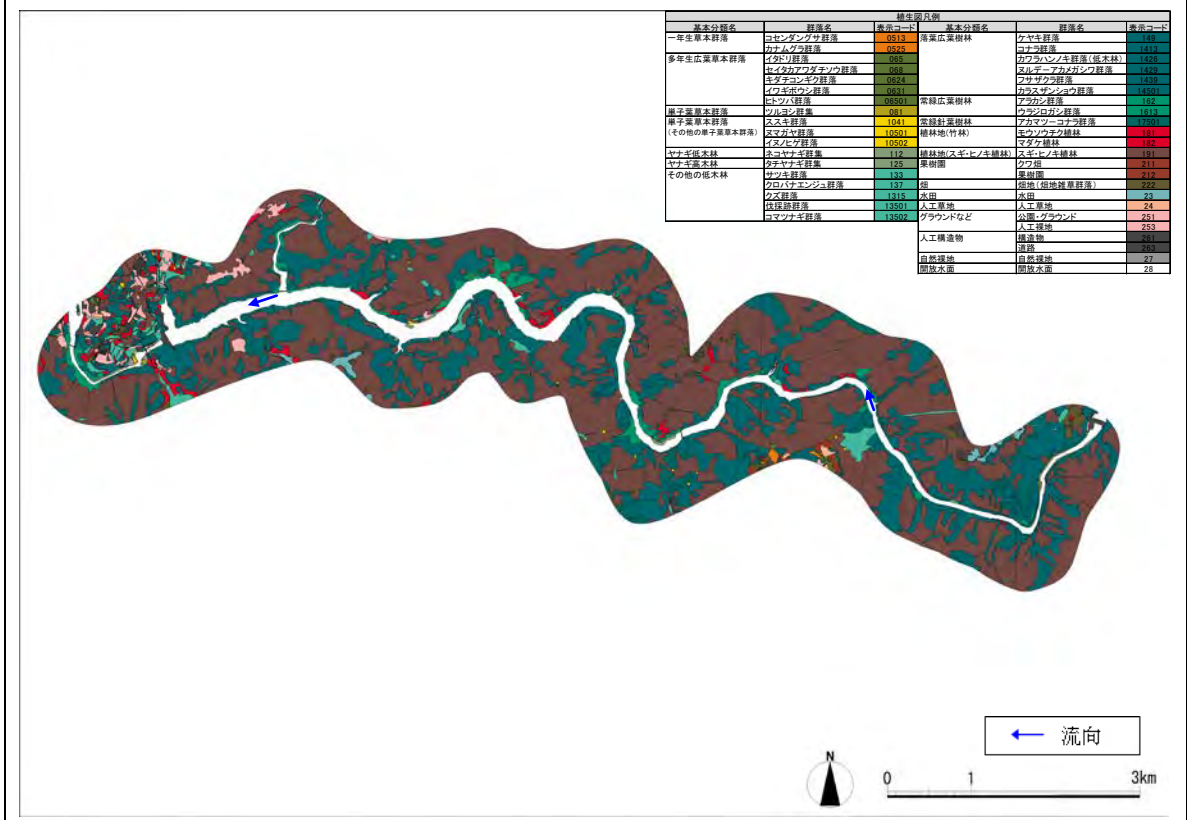 植生図凡例
基本分類名 群落名 表示コード 基本分類名 群落名 表示コード
一年生草本群落 コセンダングサ群落 0513 落葉広葉樹林 ケヤキ群落 149
カナムグラ群落 0525 コナラ群落 1413
多年生広葉草本群落 イタドリ群落 065 カワラハンノキ群落(低木林) 1426
セイタカアワダチソウ群落 068 ヌルデーアカメガシワ群落 1429
キダチコンギク群落 0624 フサザクラ群落 1439
イワギボウシ群落 0631 カラスザンショウ群落 14501
ヒトツバ群落 06501 常緑広葉樹林 アラカシ群落 162
単子葉草本群落 ツルヨシ群集 081 ウラジロガシ群落 1613
単子葉草本群落 ススキ群落 1041 常緑針葉樹林 アカマツーコナラ群落 17501
(その他の単子葉草本群落) ヌマガヤ群落 10501 植林地(竹林) モウソウチク植林 181
イヌノヒゲ群落 10502 マダケ植林 182
ヤナギ低木林 ネコヤナギ群集 112 植林地(スギ・ヒノキ植林) スギ・ヒノキ植林 191
ヤナギ高木林 タチヤナギ群集 125 果樹園 クワ畑 211
その他の低木林 サツキ群落 133 果樹園 212
クロバナエンジュ群落 137 畑 畑地(畑地雑草群落) 222
クズ群落 1315 水田 水田 23
伐採跡群落 13501 人工草地 人工草地 24
コマツナギ群落 13502 グラウンドなど 公園・グラウンド 251
人工裸地 253
人工構造物 構造物 261
道路 263
自然裸地 自然裸地 27
開放水面 開放水面 28
流向
N
0 1 3km